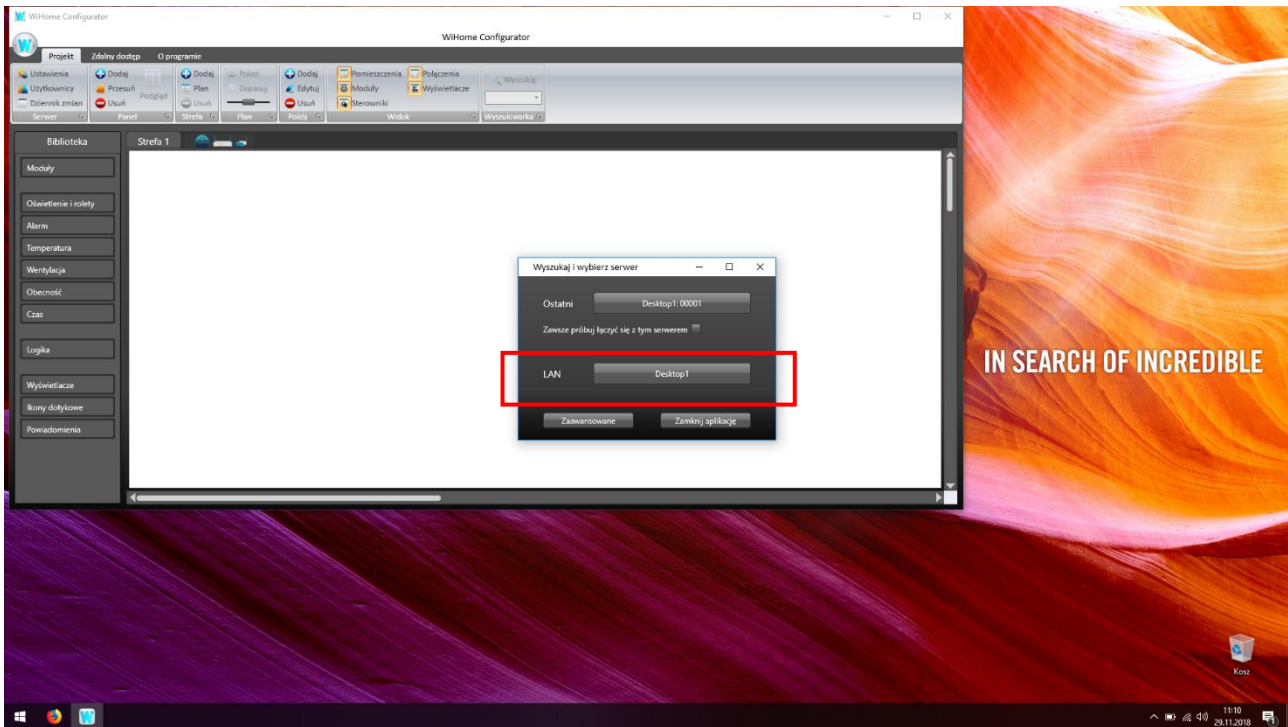 WiHome Configurator
WiHome Configurator
Projekt Zdalny dostęp O programie
Ustawienia Dodaj Dodaj Pokaż Dodaj Pomieszczenia Połączenia Wyszukaj
Użytkownicy Przesuń Podgląd Plan Dopasuj Edytuj Moduły Wyświetlacze
Dziennik zmian Usuń Usuń Usuń Sterowniki
Serwer Panel Strefa Plan Pokój Widok Wyszukiwarka
Biblioteka Strefa 1
Moduły
Oświetlenie i rolety
Alarm
Temperatura
Wentylacja
Obecność
Czas
Logika
Wyświetlacze
Ikony dotykowe
Powiadomienia
Wyszukaj i wybierz serwer
Ostatni Desktop1: 00001
Zawsze próbuj łączyć się z tym serwerem
LAN Desktop1
Zaawansowane Zamknij aplikację
IN SEARCH OF INCREDIBLE
Kosz
11:10
29.11.2018